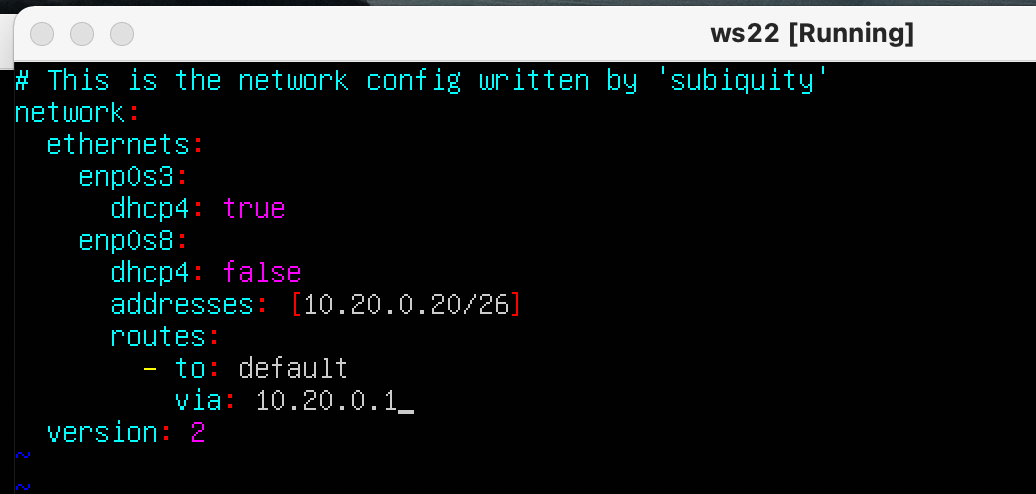 ws22 [Running]
# This is the network config written by 'subiquity'
network:
  ethernets:
    enp0s3:
      dhcp4: true
    enp0s8:
      dhcp4: false
      addresses: [10.20.0.20/26]
      routes:
        - to: default
          via: 10.20.0.1_
  version: 2
~
~